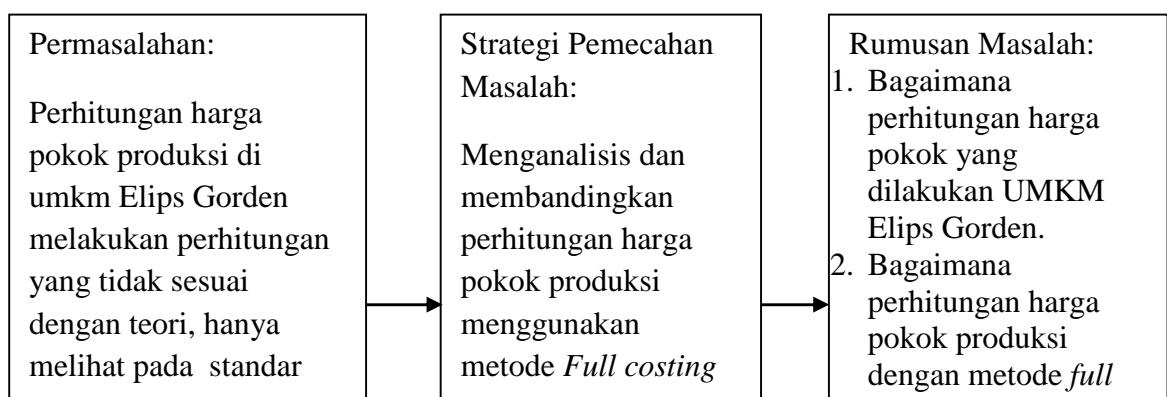 Permasalahan:
Perhitungan harga
pokok produksi di
umkm Elips Gorden
melakukan perhitungan
yang tidak sesuai
dengan teori, hanya
melihat pada standar
Strategi Pemecahan
Masalah:
Menganalisis dan
membandingkan
perhitungan harga
pokok produksi
menggunakan
metode Full costing
Rumusan Masalah:
1. Bagaimana
perhitungan harga
pokok yang
dilakukan UMKM
Elips Gorden.
2. Bagaimana
perhitungan harga
pokok produksi
dengan metode full